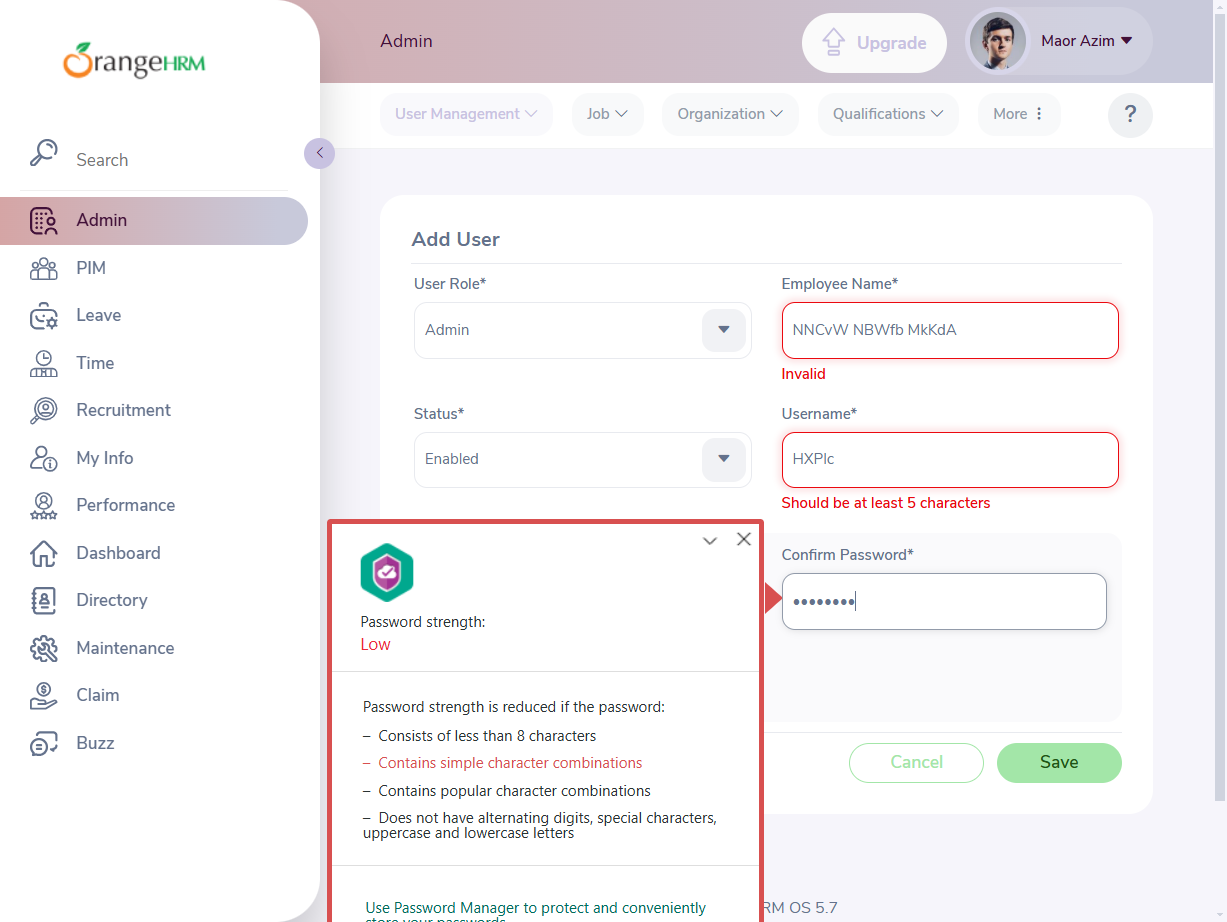 OrangeHRM
Search
Admin
PIM
Leave
Time
Recruitment
My Info
Performance
Dashboard
Directory
Maintenance
Claim
Buzz
Admin
Upgrade
Maor Azim
User Management
Job
Organization
Qualifications
More
?
Add User
User Role*
Admin
Employee Name*
NNCvW NBWfb MkKdA
Invalid
Status*
Enabled
Username*
HXPlc
Should be at least 5 characters
Confirm Password*
Cancel
Save
Password strength:
Low
Password strength is reduced if the password:
– Consists of less than 8 characters
– Contains simple character combinations
– Contains popular character combinations
– Does not have alternating digits, special characters,
uppercase and lowercase letters
Use Password Manager to protect and conveniently
store your passwords
RM OS 5.7